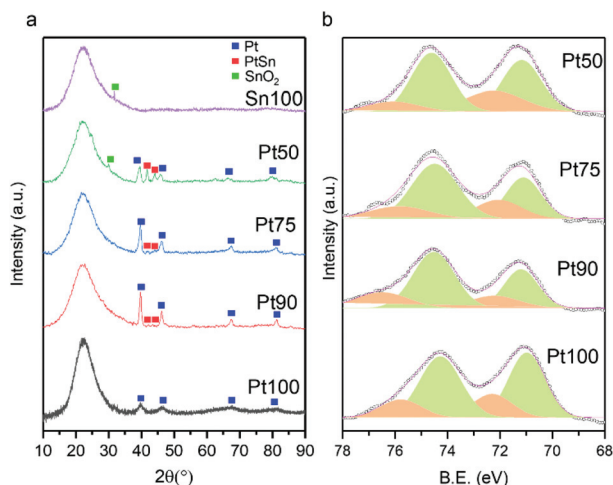 a
b
Pt
PtSn
SnO₂
Sn100
Pt50
Pt75
Pt90
Pt100
Intensity (a.u.)
10 20 30 40 50 60 70 80 90
2θ(°)
Pt50
Pt75
Pt90
Pt100
Intensity (a.u.)
78 76 74 72 70 68
B.E. (eV)